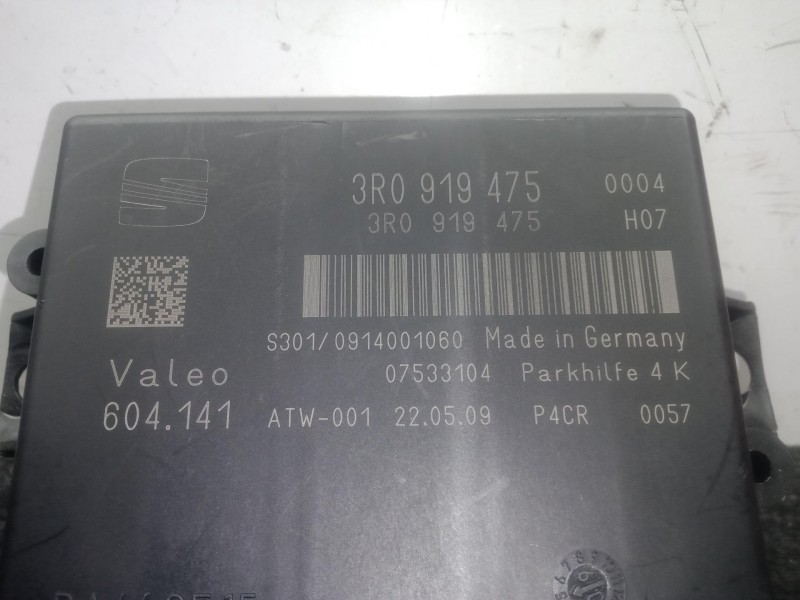 3R0 919 475 0004
3R0 919 475 H07
S301/0914001060 Made in Germany
Valeo 07533104 Parkhilfe 4 K
604.141 ATW-001 22.05.09 P4CR 0057